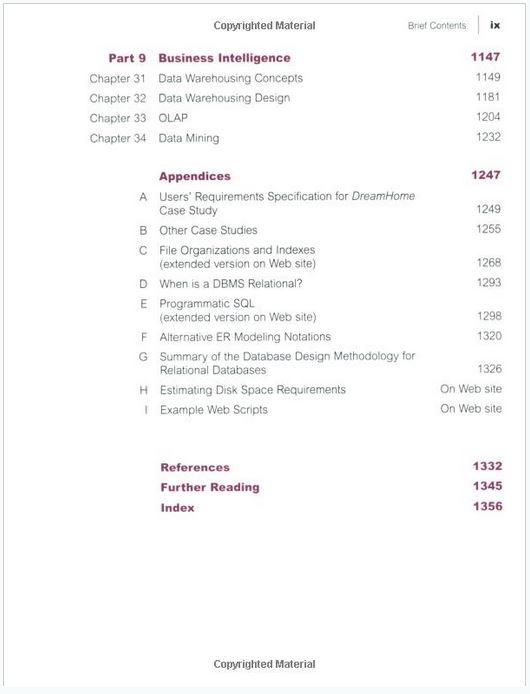 Copyrighted Material
Brief Contents ix
Part 9 Business Intelligence 1147
Chapter 31 Data Warehousing Concepts 1149
Chapter 32 Data Warehousing Design 1181
Chapter 33 OLAP 1204
Chapter 34 Data Mining 1232
Appendices 1247
A Users' Requirements Specification for DreamHome
Case Study 1249
B Other Case Studies 1255
C File Organizations and Indexes
(extended version on Web site) 1268
D When is a DBMS Relational? 1293
E Programmatic SQL
(extended version on Web site) 1298
F Alternative ER Modeling Notations 1320
G Summary of the Database Design Methodology for
Relational Databases 1326
H Estimating Disk Space Requirements On Web site
I Example Web Scripts On Web site
References 1332
Further Reading 1345
Index 1356
Copyrighted Material